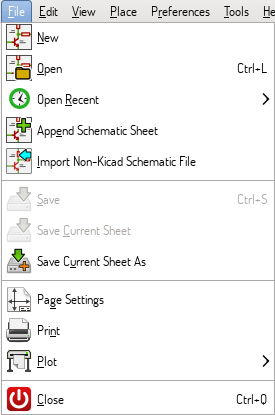 File Edit View Place Preferences Tools He
New
Open Ctrl+L
Open Recent
Append Schematic Sheet
Import Non-Kicad Schematic File
Save Ctrl+S
Save Current Sheet
Save Current Sheet As
Page Settings
Print
Plot
Close Ctrl+Q